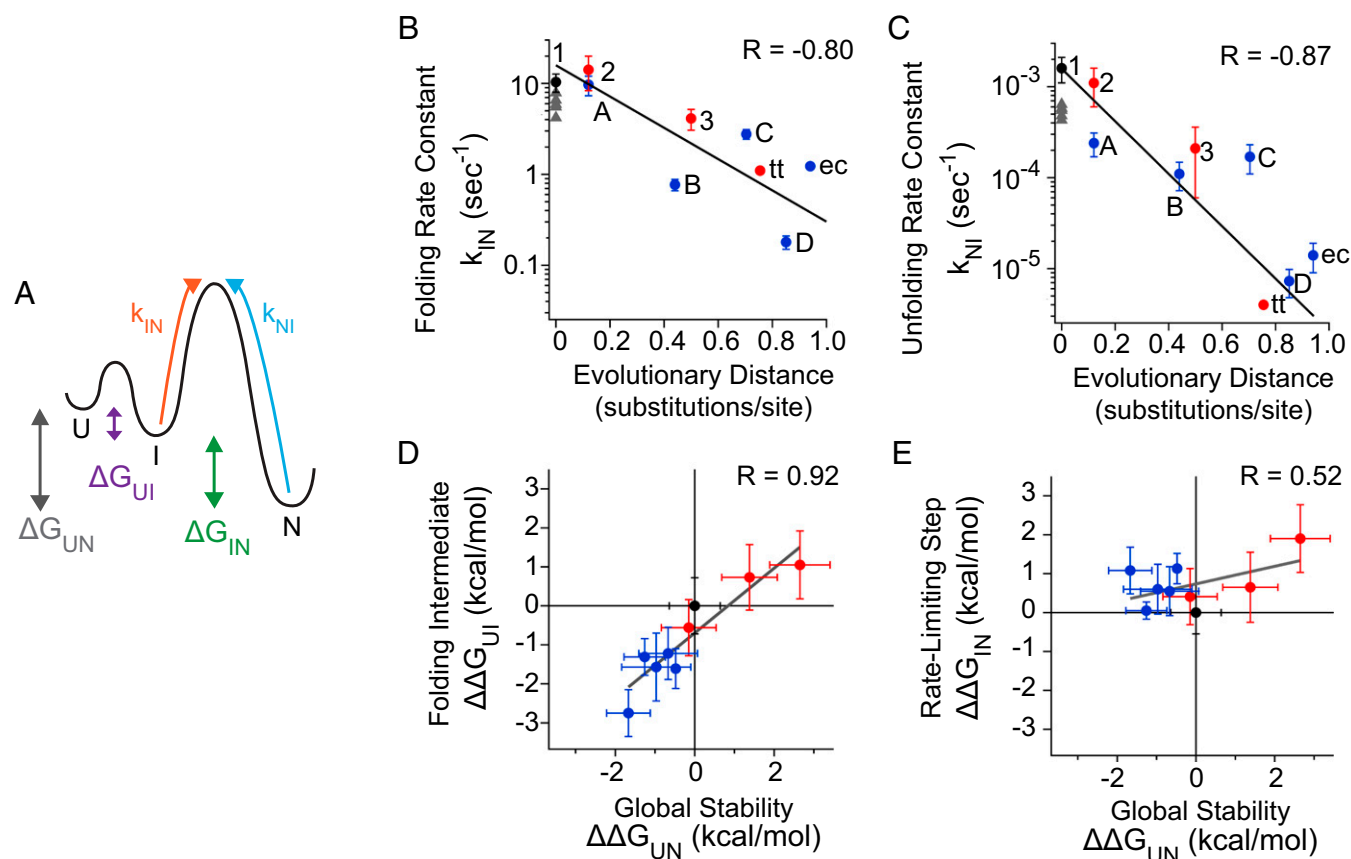 A
k_IN
k_NI
U
I
N
ΔG_UI
ΔG_UN
ΔG_IN
B
R = -0.80
Folding Rate Constant
k_IN (sec⁻¹)
10
1
0.1
1
2
A
3
C
B
tt
ec
D
0 0.2 0.4 0.6 0.8 1.0
Evolutionary Distance
(substitutions/site)
C
R = -0.87
Unfolding Rate Constant
k_NI (sec⁻¹)
10⁻³
10⁻⁴
10⁻⁵
1
2
A
3
C
B
ec
D
tt
0 0.2 0.4 0.6 0.8 1.0
Evolutionary Distance
(substitutions/site)
D
R = 0.92
Folding Intermediate
ΔΔG_UI (kcal/mol)
3
2
1
0
-1
-2
-3
-2 0 2
Global Stability
ΔΔG_UN (kcal/mol)
E
R = 0.52
Rate-Limiting Step
ΔΔG_IN (kcal/mol)
3
2
1
0
-1
-2
-3
-2 0 2
Global Stability
ΔΔG_UN (kcal/mol)